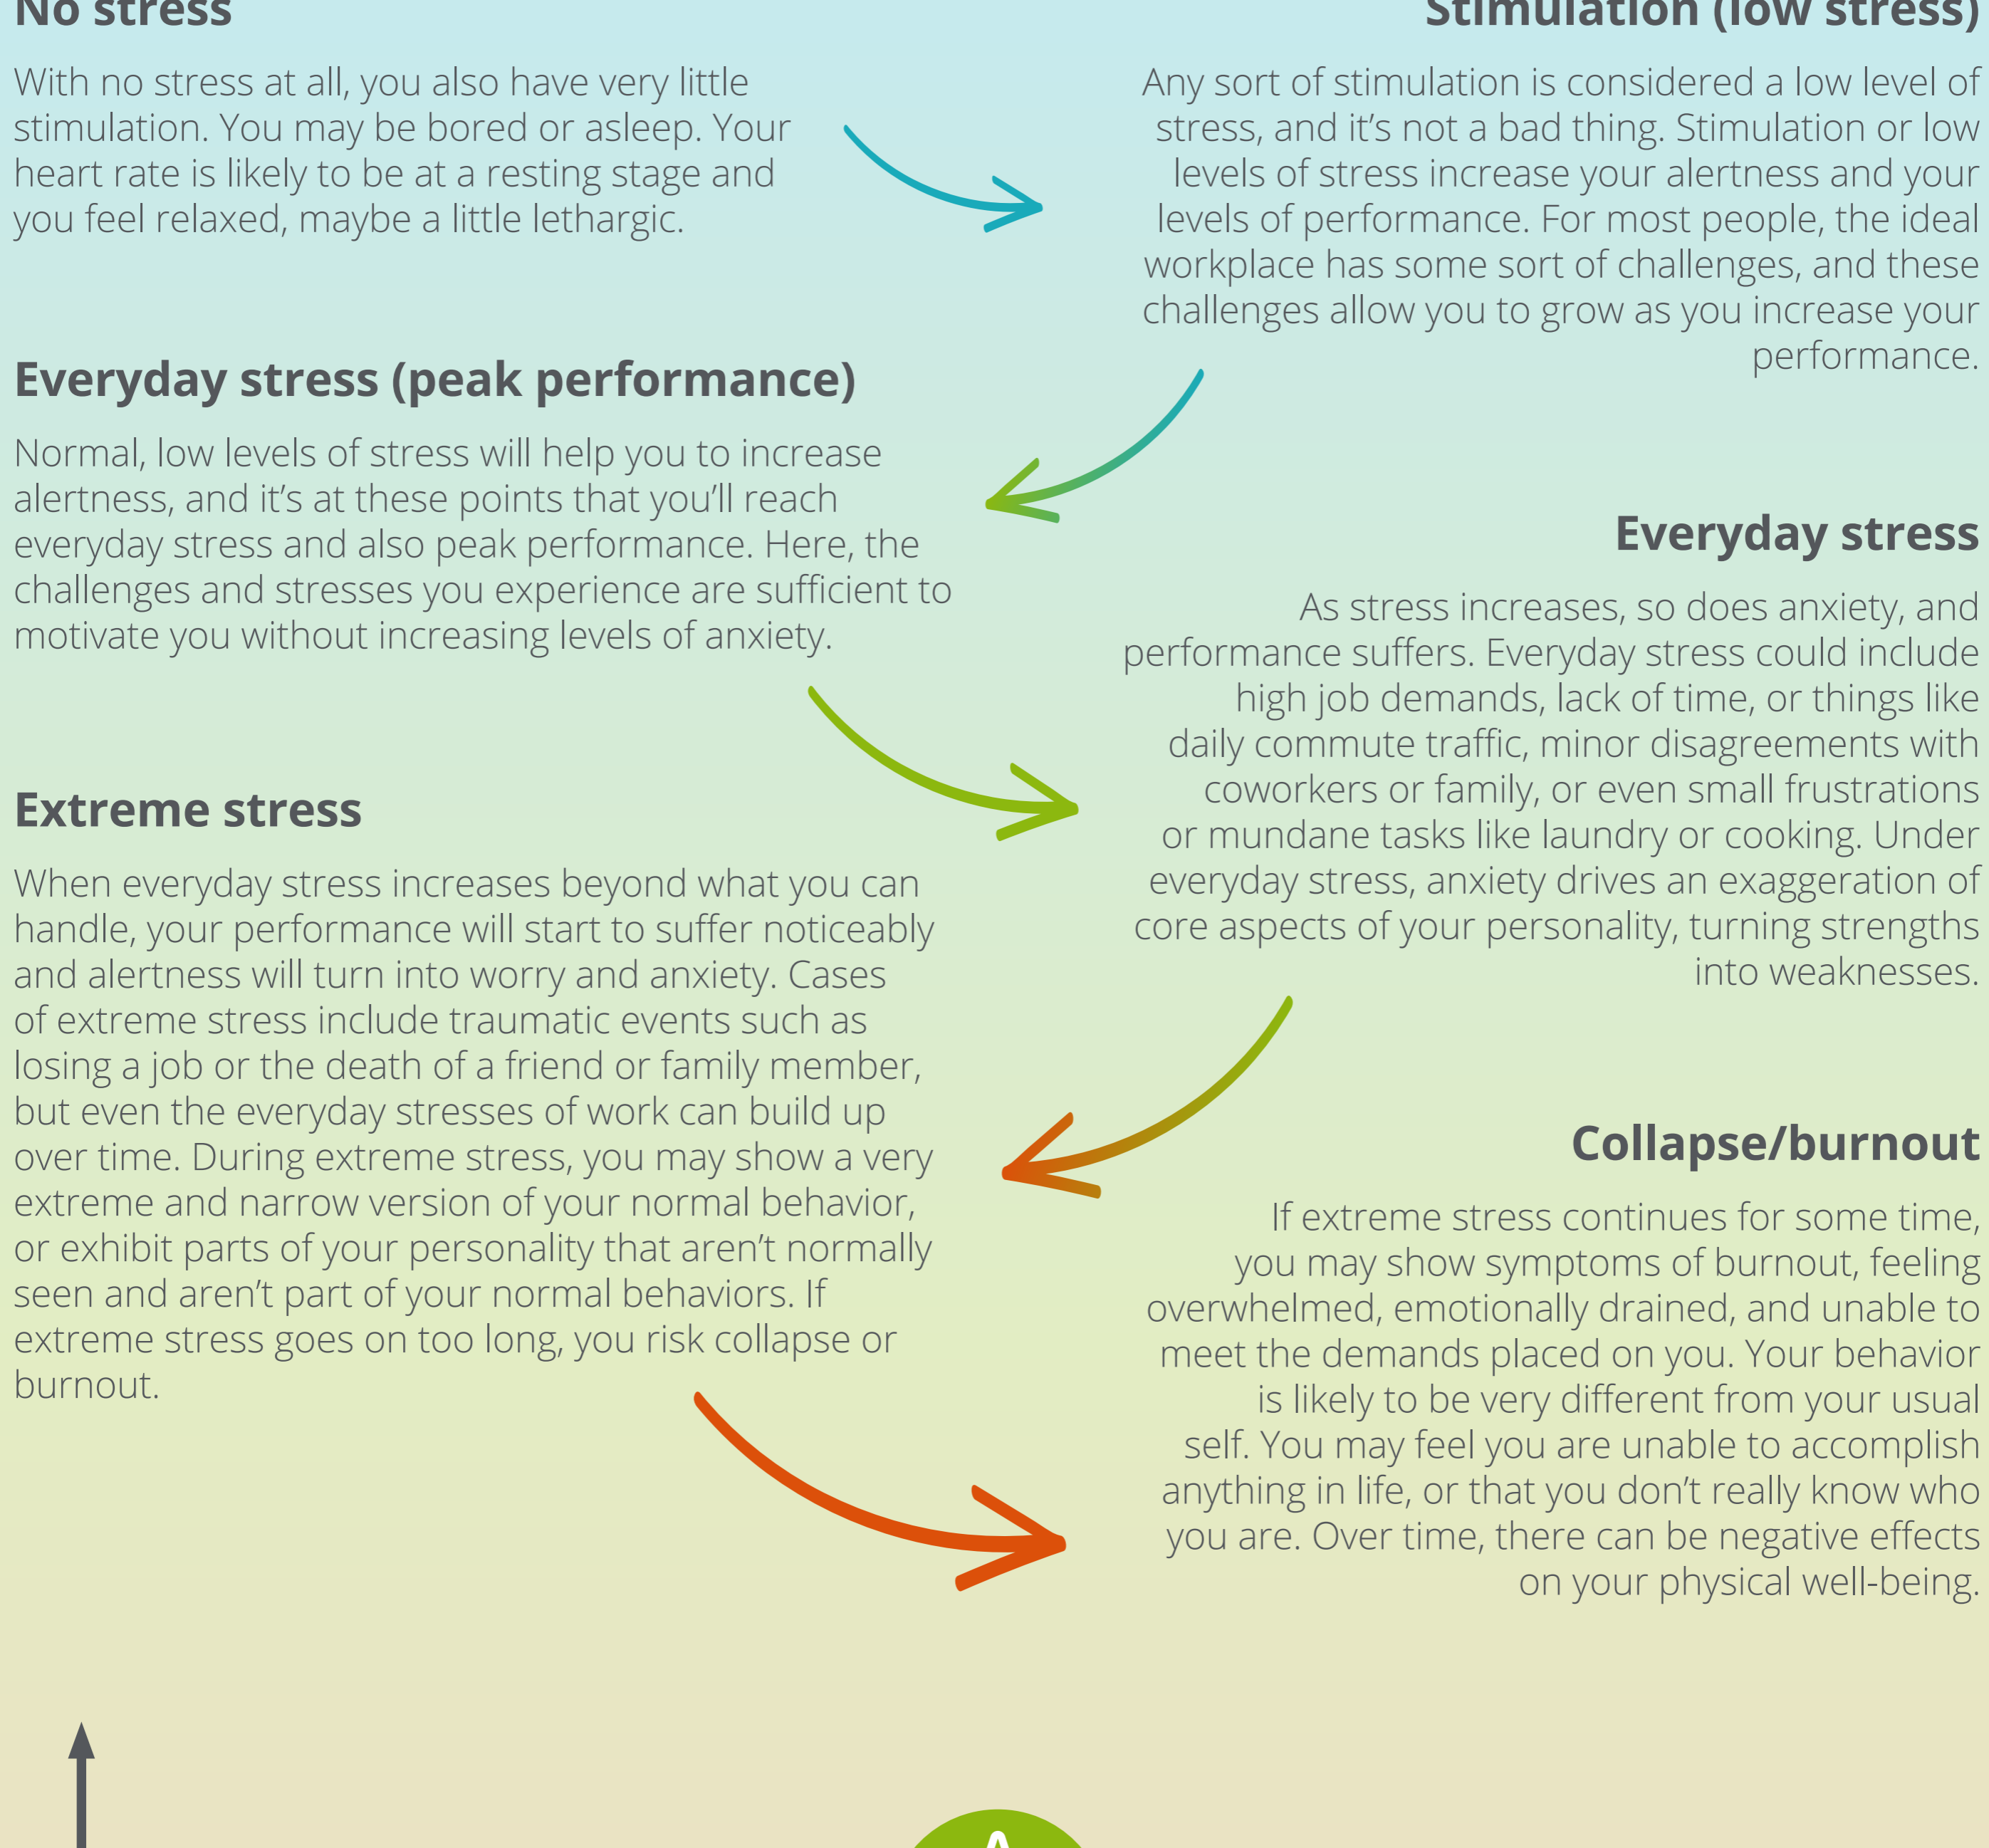 No stress
With no stress at all, you also have very little
stimulation. You may be bored or asleep. Your
heart rate is likely to be at a resting stage and
you feel relaxed, maybe a little lethargic.
Stimulation (low stress)
Any sort of stimulation is considered a low level of
stress, and it’s not a bad thing. Stimulation or low
levels of stress increase your alertness and your
levels of performance. For most people, the ideal
workplace has some sort of challenges, and these
challenges allow you to grow as you increase your
performance.
Everyday stress (peak performance)
Normal, low levels of stress will help you to increase
alertness, and it’s at these points that you’ll reach
everyday stress and also peak performance. Here, the
challenges and stresses you experience are sufficient to
motivate you without increasing levels of anxiety.
Everyday stress
As stress increases, so does anxiety, and
performance suffers. Everyday stress could include
high job demands, lack of time, or things like
daily commute traffic, minor disagreements with
coworkers or family, or even small frustrations
or mundane tasks like laundry or cooking. Under
everyday stress, anxiety drives an exaggeration of
core aspects of your personality, turning strengths
into weaknesses.
Extreme stress
When everyday stress increases beyond what you can
handle, your performance will start to suffer noticeably
and alertness will turn into worry and anxiety. Cases
of extreme stress include traumatic events such as
losing a job or the death of a friend or family member,
but even the everyday stresses of work can build up
over time. During extreme stress, you may show a very
extreme and narrow version of your normal behavior,
or exhibit parts of your personality that aren’t normally
seen and aren’t part of your normal behaviors. If
extreme stress goes on too long, you risk collapse or
burnout.
Collapse/burnout
If extreme stress continues for some time,
you may show symptoms of burnout, feeling
overwhelmed, emotionally drained, and unable to
meet the demands placed on you. Your behavior
is likely to be very different from your usual
self. You may feel you are unable to accomplish
anything in life, or that you don’t really know who
you are. Over time, there can be negative effects
on your physical well-being.